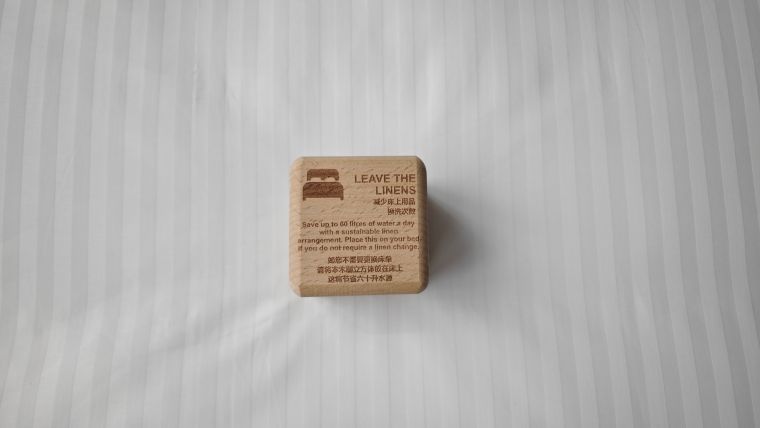 LEAVE THE
LINENS
减少床上用品
换洗次数
Save up to 60 litres of water a day
with a sustainable linen
arrangement. Place this on your bed
if you do not require a linen change.
如您不需要更换床单
请将本木制立方体放在床上
这将节省六十升水源